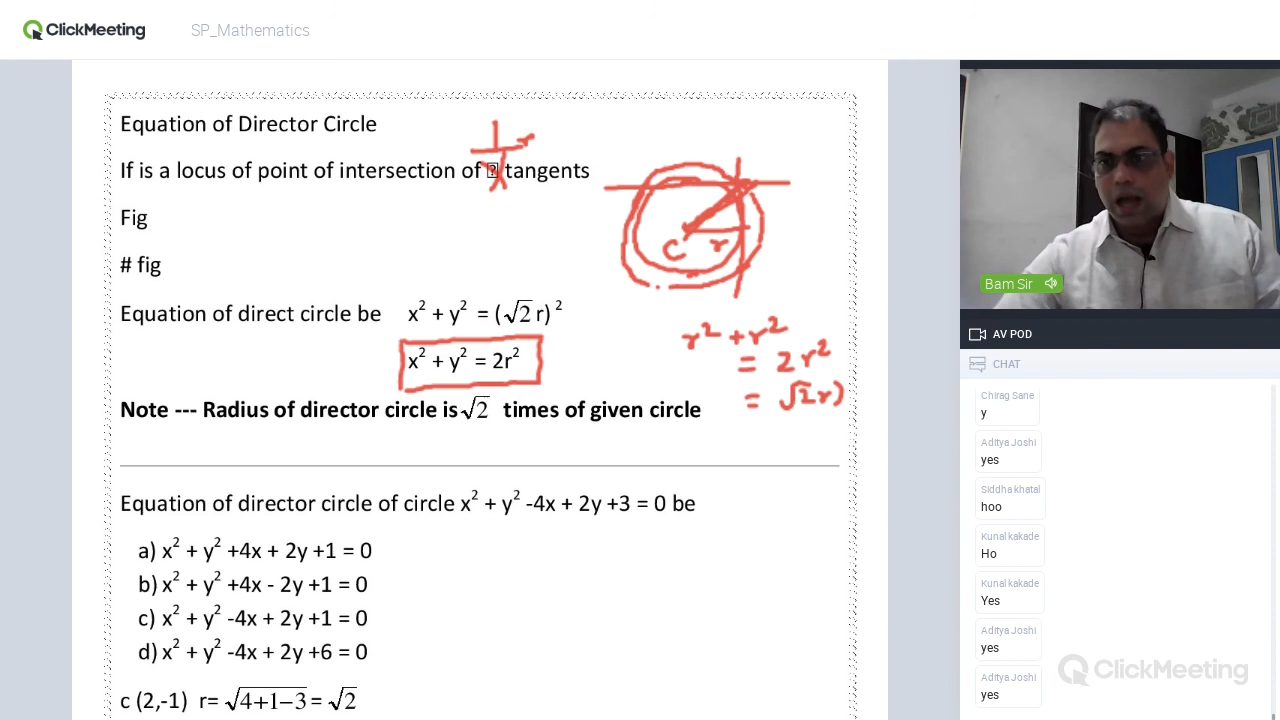 ClickMeeting
SP_Mathematics
Equation of Director Circle
If is a locus of point of intersection of tangents
Fig
# fig
Equation of direct circle be x² + y² = (√2 r) ²
x² + y² = 2r²
Note --- Radius of director circle is √2 times of given circle
C
r
r² + r²
= 2r²
= √2r)
Equation of director circle of circle x² + y² -4x + 2y +3 = 0 be
a) x² + y² +4x + 2y +1 = 0
b) x² + y² +4x - 2y +1 = 0
c) x² + y² -4x + 2y +1 = 0
d) x² + y² -4x + 2y +6 = 0
c (2,-1) r= √4+1−3 = √2
Bam Sir
AV POD
CHAT
Chirag Sane
y
Aditya Joshi
yes
Siddha khatal
hoo
Kunal kakade
Ho
Kunal kakade
Yes
Aditya Joshi
yes
Aditya Joshi
yes
ClickMeeting